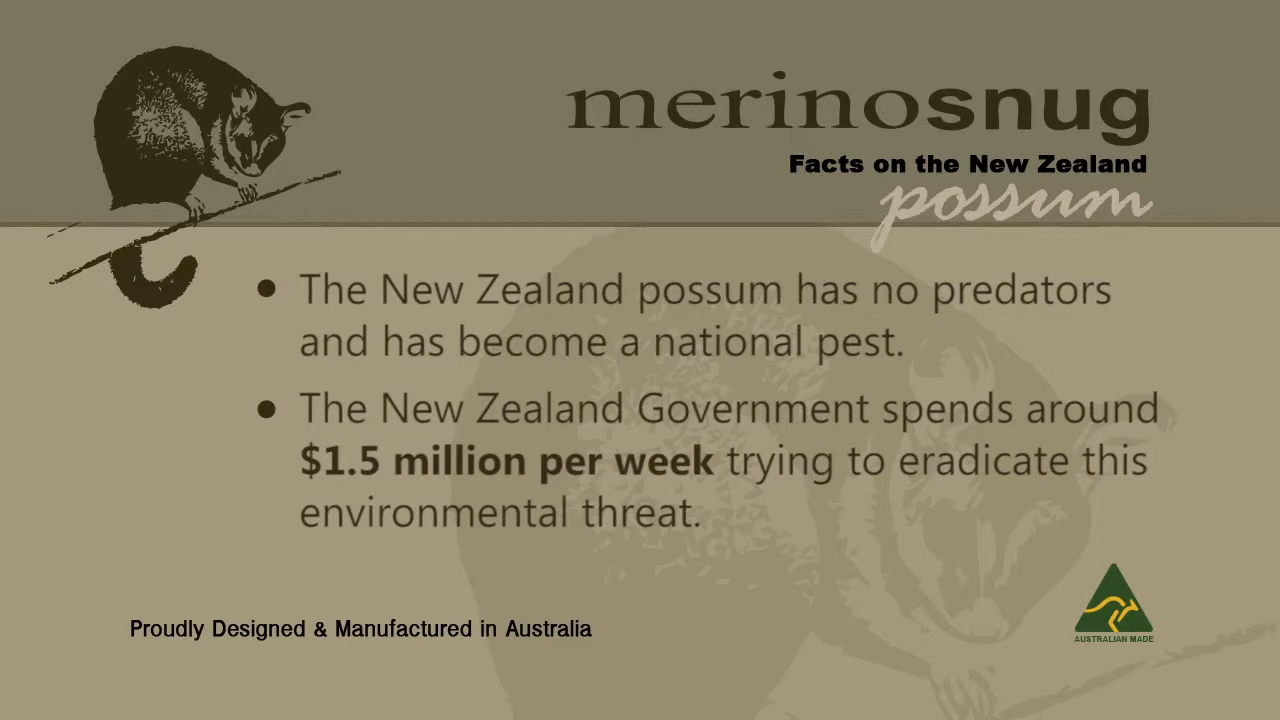 merinosnug
Facts on the New Zealand
possum
• The New Zealand possum has no predators
and has become a national pest.
• The New Zealand Government spends around
$1.5 million per week trying to eradicate this
environmental threat.
Proudly Designed & Manufactured in Australia
AUSTRALIAN MADE